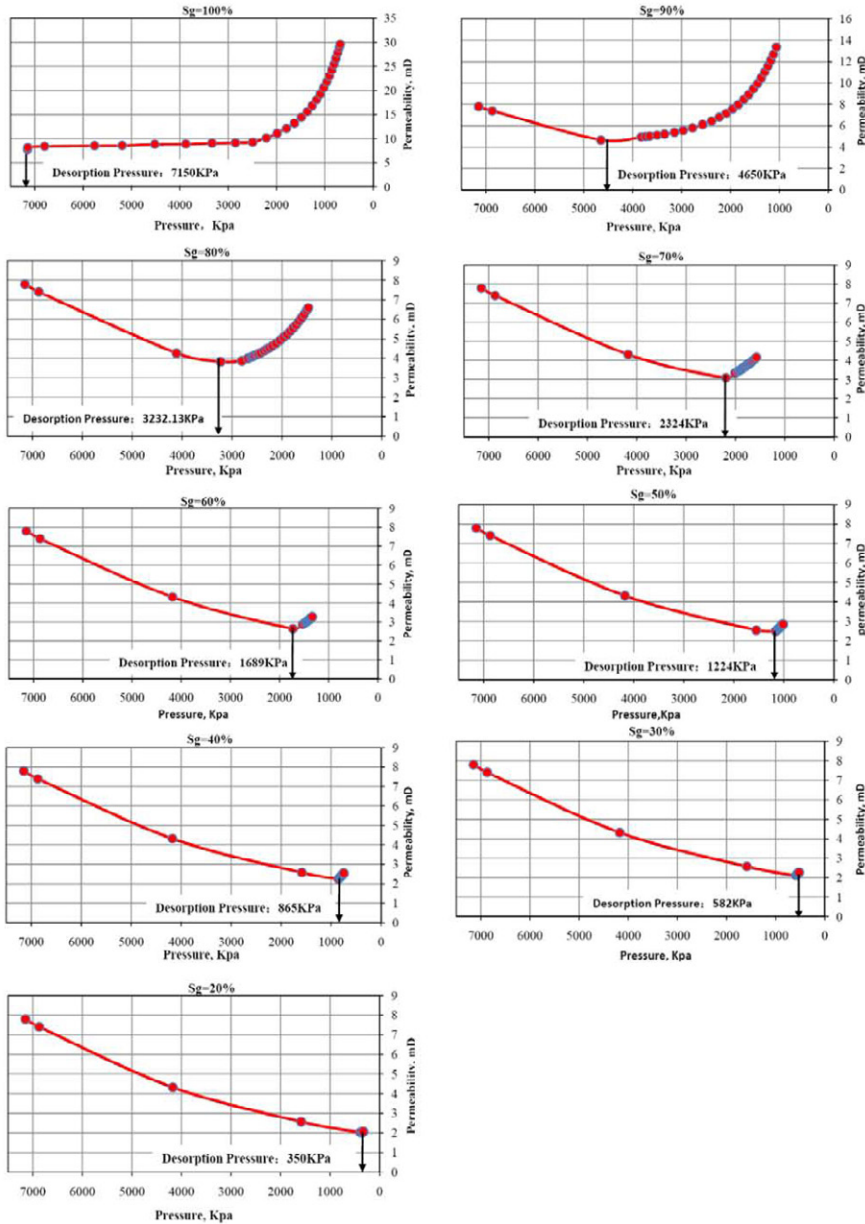 Sg=100%
35
30
25
20
15
10
5
0
Permeability, mD
Desorption Pressure：7150KPa
7000 6000 5000 4000 3000 2000 1000 0
Pressure，Kpa
Sg=90%
16
14
12
10
8
6
4
2
0
Permeability, mD
Desorption Pressure：4650KPa
7000 6000 5000 4000 3000 2000 1000 0
Pressure, Kpa
Sg=80%
9
8
7
6
5
4
3
2
1
0
Permeability, mD
Desorption Pressure：3232.13KPa
7000 6000 5000 4000 3000 2000 1000 0
Pressure, Kpa
Sg=70%
9
8
7
6
5
4
3
2
1
0
Permeability, mD
Desorption Pressure：2324KPa
7000 6000 5000 4000 3000 2000 1000 0
Pressure, Kpa
Sg=60%
9
8
7
6
5
4
3
2
1
0
Permeability, mD
Desorption Pressure：1689KPa
7000 6000 5000 4000 3000 2000 1000 0
Pressure, Kpa
Sg=50%
9
8
7
6
5
4
3
2
1
0
Permeability, mD
Desorption Pressure：1224KPa
7000 6000 5000 4000 3000 2000 1000 0
Pressure,Kpa
Sg=40%
9
8
7
6
5
4
3
2
1
0
Permeability, mD
Desorption Pressure：865KPa
7000 6000 5000 4000 3000 2000 1000 0
Pressure, Kpa
Sg=30%
9
8
7
6
5
4
3
2
1
0
Permeability, mD
Desorption Pressure：582KPa
7000 6000 5000 4000 3000 2000 1000 0
Pressure, Kpa
Sg=20%
9
8
7
6
5
4
3
2
1
0
Permeability, mD
Desorption Pressure：350KPa
7000 6000 5000 4000 3000 2000 1000 0
Pressure, Kpa